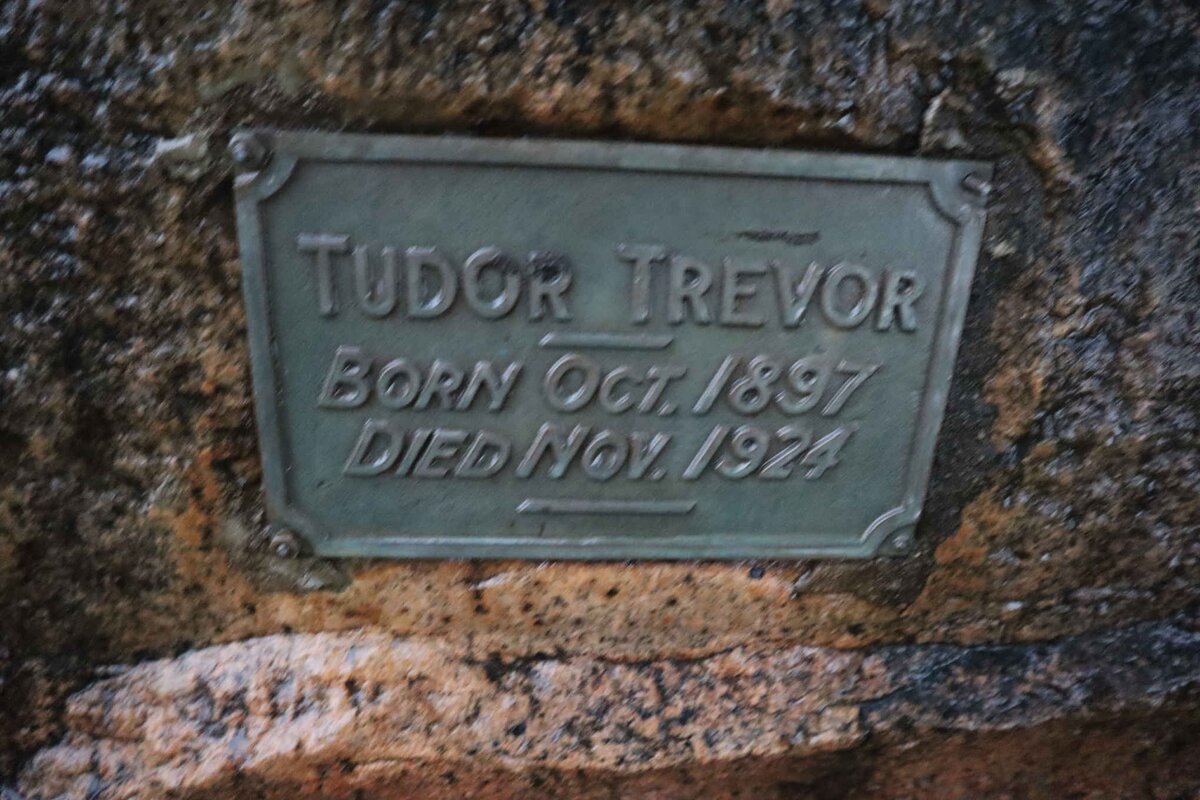 TUDOR TREVOR
BORN OCT. 1897
DIED NOV. 1924